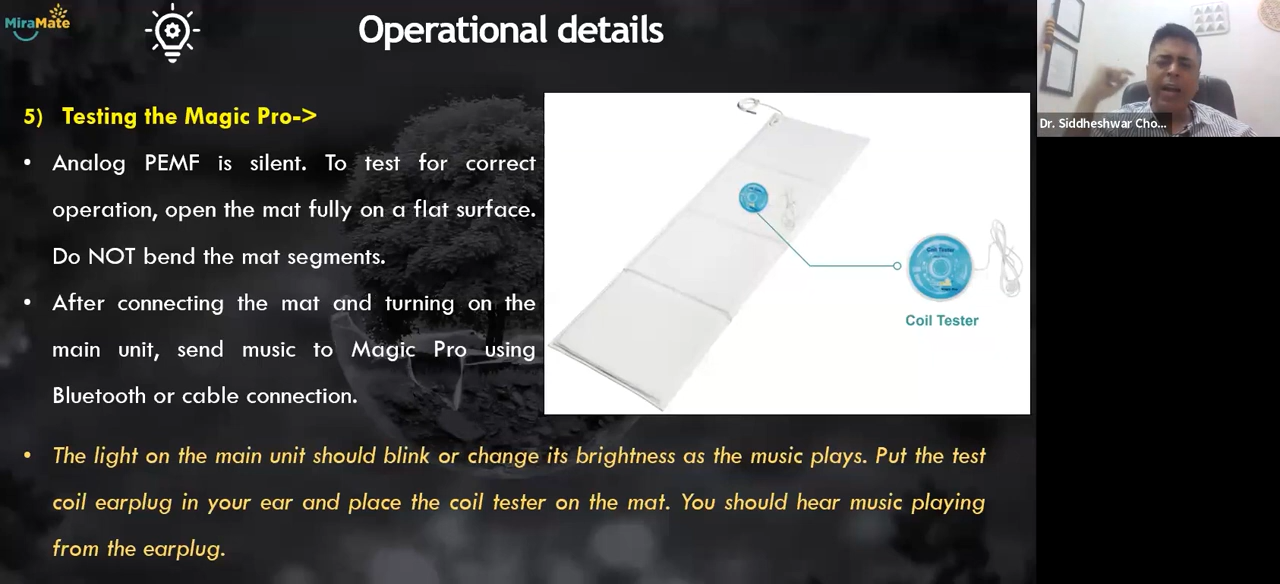 MiraMate
Operational details
5) Testing the Magic Pro->
• Analog PEMF is silent. To test for correct
operation, open the mat fully on a flat surface.
Do NOT bend the mat segments.
• After connecting the mat and turning on the
main unit, send music to Magic Pro using
Bluetooth or cable connection.
• The light on the main unit should blink or change its brightness as the music plays. Put the test
coil earplug in your ear and place the coil tester on the mat. You should hear music playing
from the earplug.
Coil Tester
Coil Tester
Dr. Siddheshwar Cho...